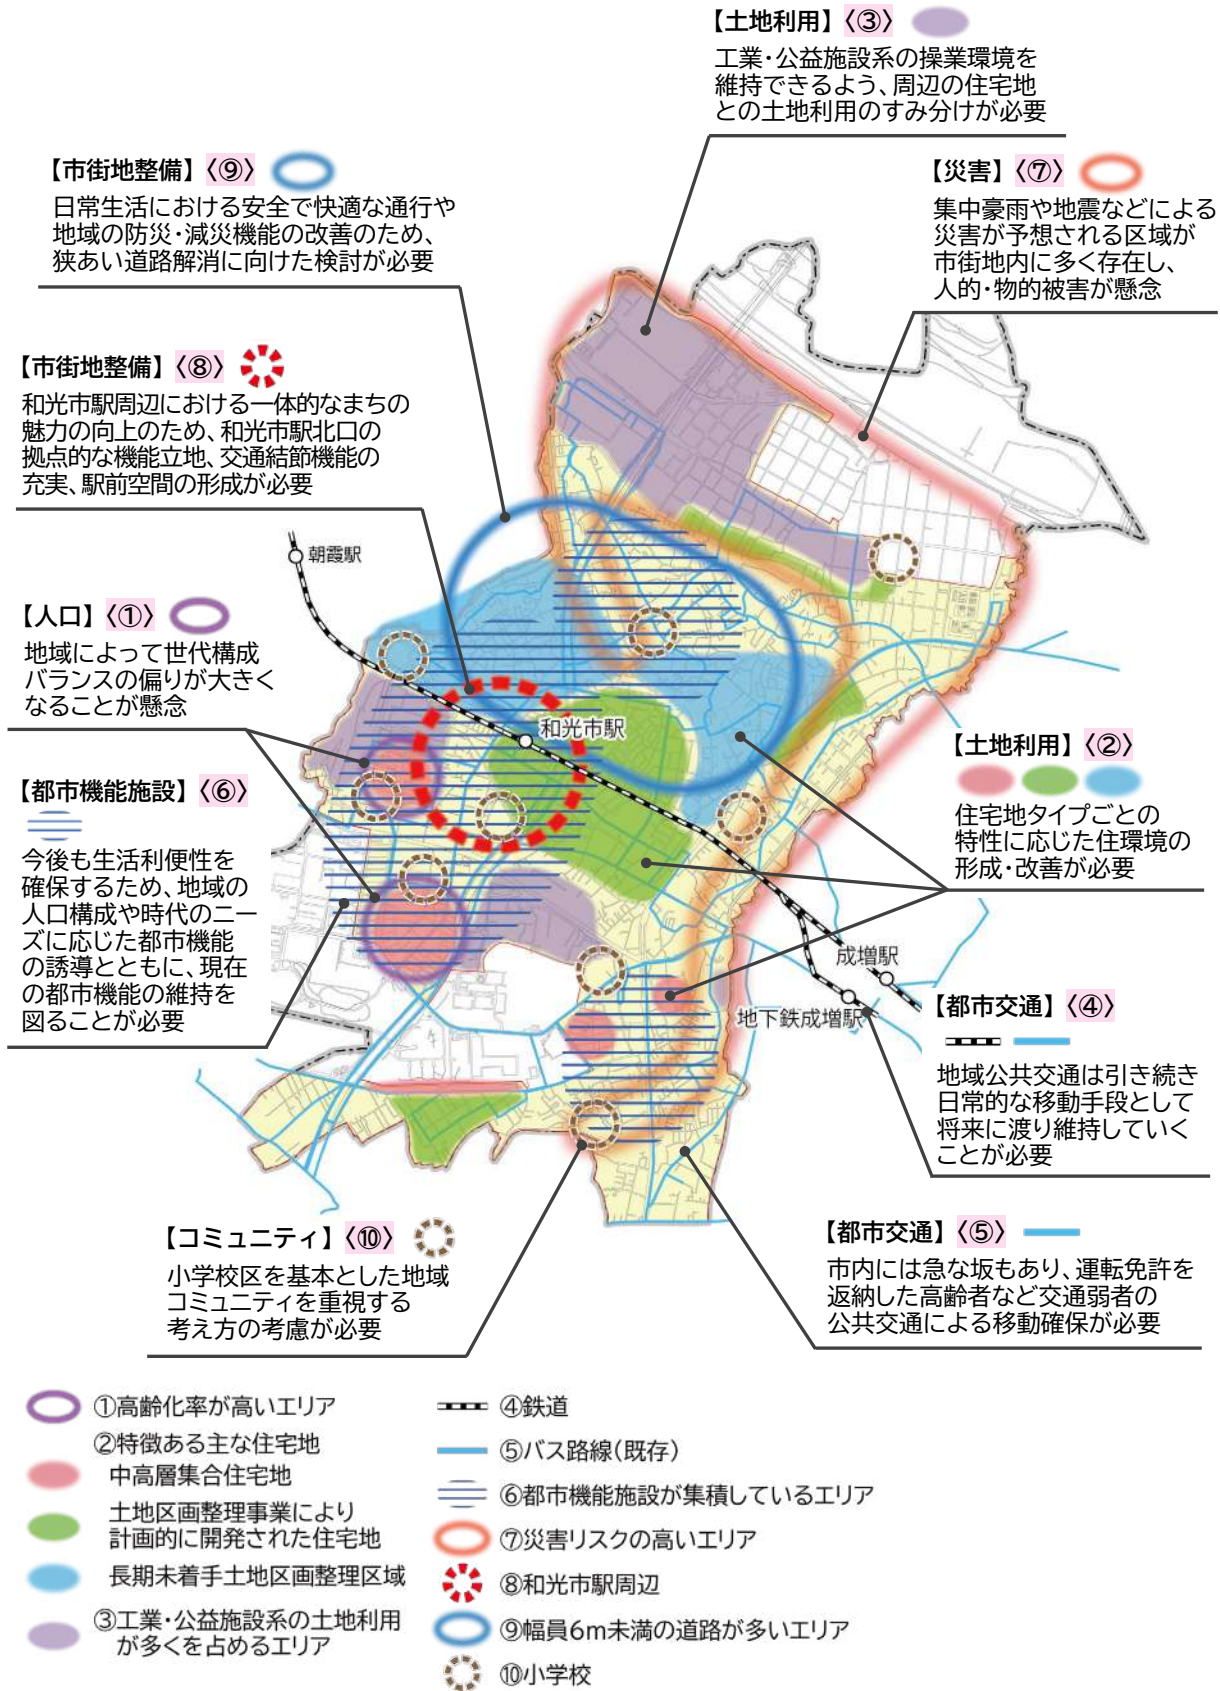 【土地利用】〈③〉
工業・公益施設系の操業環境を
維持できるよう、周辺の住宅地
との土地利用のすみ分けが必要
【市街地整備】〈⑨〉
日常生活における安全で快適な通行や
地域の防災・減災機能の改善のため、
狭あい道路解消に向けた検討が必要
【災害】〈⑦〉
集中豪雨や地震などによる
災害が予想される区域が
市街地内に多く存在し、
人的・物的被害が懸念
【市街地整備】〈⑧〉
和光市駅周辺における一体的なまちの
魅力の向上のため、和光市駅北口の
拠点的な機能立地、交通結節機能の
充実、駅前空間の形成が必要
朝霞駅
【人口】〈①〉
地域によって世代構成
バランスの偏りが大きく
なることが懸念
和光市駅
【土地利用】〈②〉
住宅地タイプごとの
特性に応じた住環境の
形成・改善が必要
【都市機能施設】〈⑥〉
今後も生活利便性を
確保するため、地域の
人口構成や時代のニー
ズに応じた都市機能
の誘導とともに、現在
の都市機能の維持を
図ることが必要
成増駅
地下鉄成増駅
【都市交通】〈④〉
地域公共交通は引き続き
日常的な移動手段として
将来に渡り維持していく
ことが必要
【コミュニティ】〈⑩〉
小学校区を基本とした地域
コミュニティを重視する
考え方の考慮が必要
【都市交通】〈⑤〉
市内には急な坂もあり、運転免許を
返納した高齢者など交通弱者の
公共交通による移動確保が必要
①高齢化率が高いエリア
②特徴ある主な住宅地
中高層集合住宅地
土地区画整理事業により
計画的に開発された住宅地
長期未着手土地区画整理区域
③工業・公益施設系の土地利用
が多くを占めるエリア
④鉄道
⑤バス路線（既存）
⑥都市機能施設が集積しているエリア
⑦災害リスクの高いエリア
⑧和光市駅周辺
⑨幅員6m未満の道路が多いエリア
⑩小学校